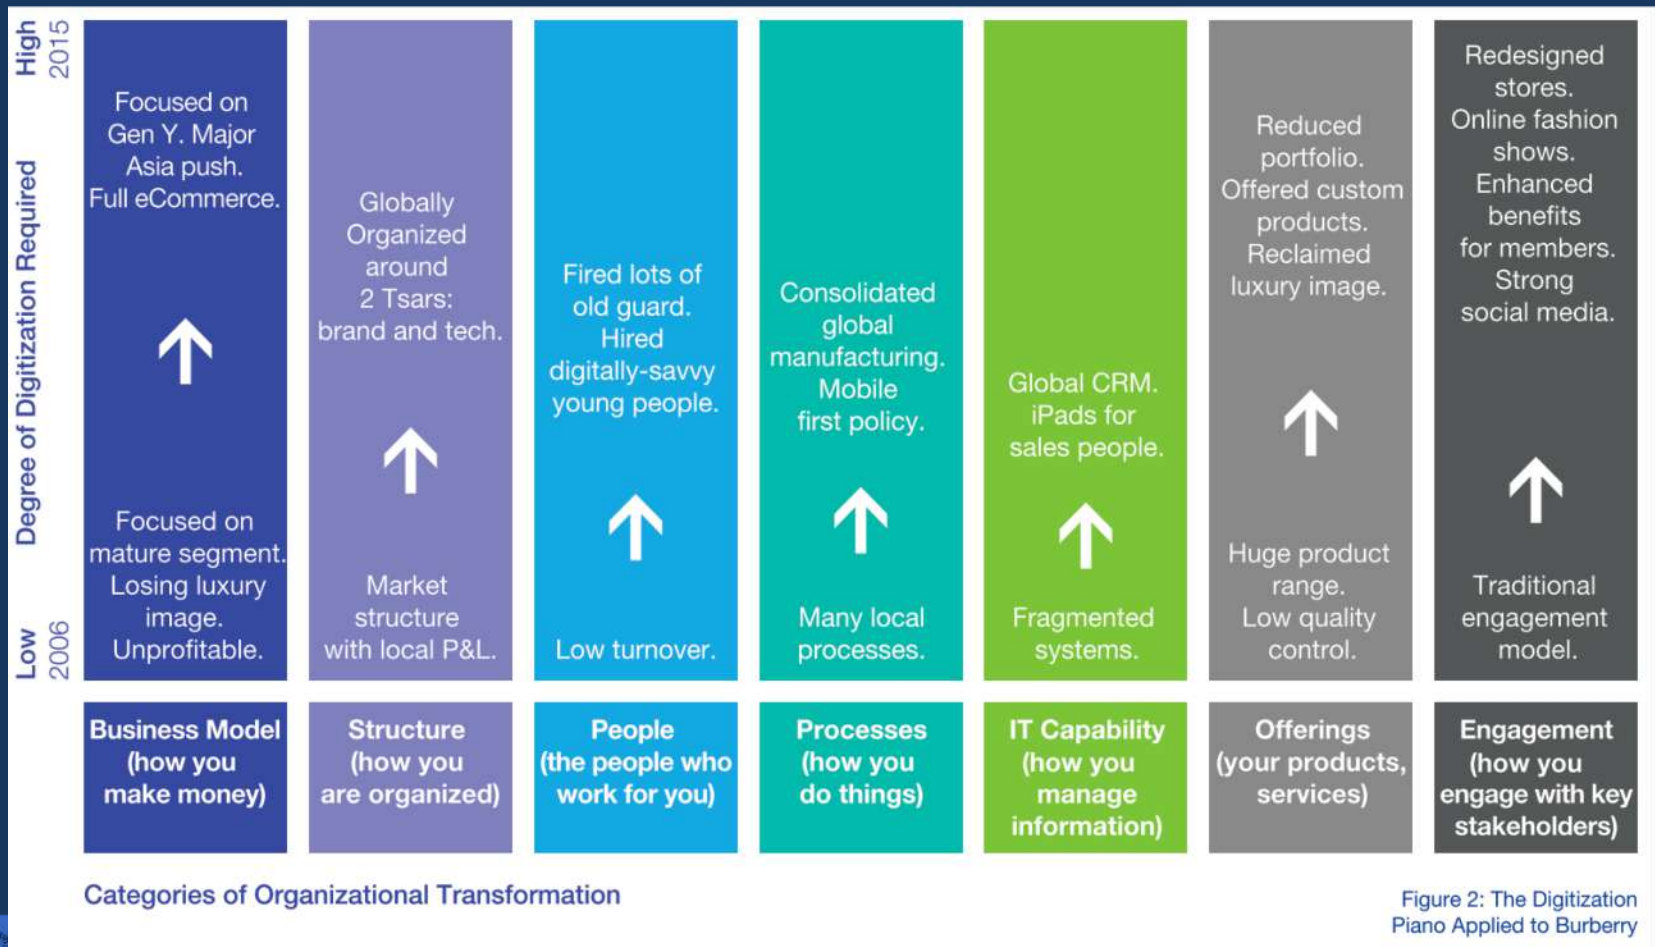 High
2015
Degree of Digitization Required
Low
2006
Focused on
Gen Y. Major
Asia push.
Full eCommerce.
Focused on
mature segment.
Losing luxury
image.
Unprofitable.
Business Model
(how you
make money)
Globally
Organized
around
2 Tsars:
brand and tech.
Market
structure
with local P&L.
Structure
(how you
are organized)
Fired lots of
old guard.
Hired
digitally-savvy
young people.
Low turnover.
People
(the people who
work for you)
Consolidated
global
manufacturing.
Mobile
first policy.
Many local
processes.
Processes
(how you
do things)
Global CRM.
iPads for
sales people.
Fragmented
systems.
IT Capability
(how you
manage
information)
Reduced
portfolio.
Offered custom
products.
Reclaimed
luxury image.
Huge product
range.
Low quality
control.
Offerings
(your products,
services)
Redesigned
stores.
Online fashion
shows.
Enhanced
benefits
for members.
Strong
social media.
Traditional
engagement
model.
Engagement
(how you
engage with key
stakeholders)
Categories of Organizational Transformation
Figure 2: The Digitization
Piano Applied to Burberry